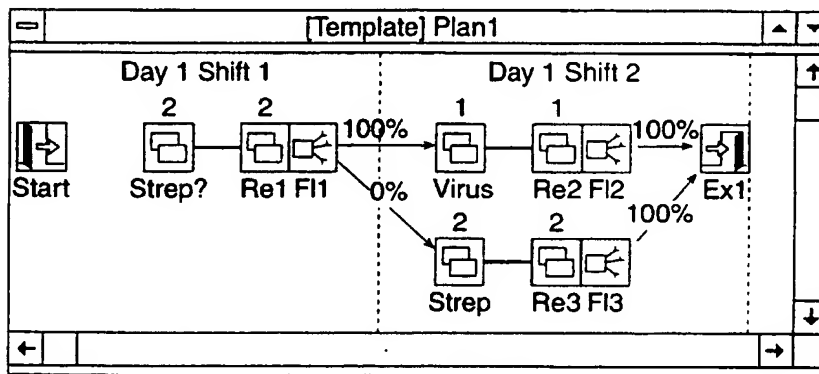 [Template] Plan1
Day 1 Shift 1 Day 1 Shift 2
2 2 1 1
100% 100%
Start Strep? Re1 Fl1 Virus Re2 Fl2 Ex1
0% 100%
2 2
Strep Re3 Fl3